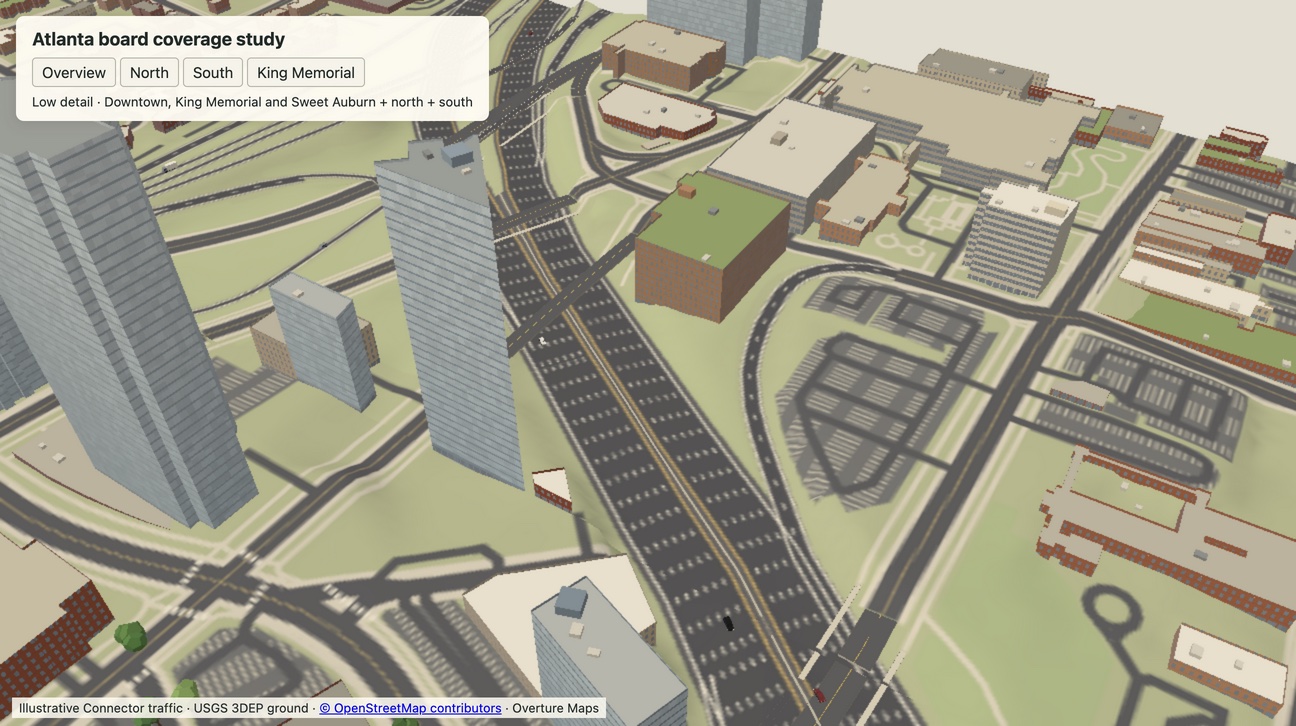 Atlanta board coverage study
Overview North South King Memorial
Low detail · Downtown, King Memorial and Sweet Auburn + north + south
Illustrative Connector traffic · USGS 3DEP ground · © OpenStreetMap contributors · Overture Maps